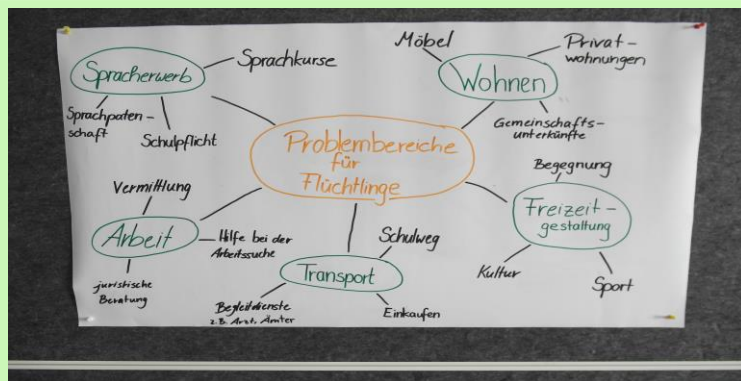 Problembereiche
für
Flüchtlinge
Spracherwerb
Sprachkurse
Sprachpaten-
schaft
Schulpflicht
Wohnen
Möbel
Privat-
wohnungen
Gemeinschafts-
unterkünfte
Arbeit
Vermittlung
Hilfe bei der
Arbeitssuche
juristische
Beratung
Transport
Schulweg
Begleitdienste
z.B. Arzt, Ämter
Einkaufen
Freizeit-
gestaltung
Begegnung
Kultur
Sport